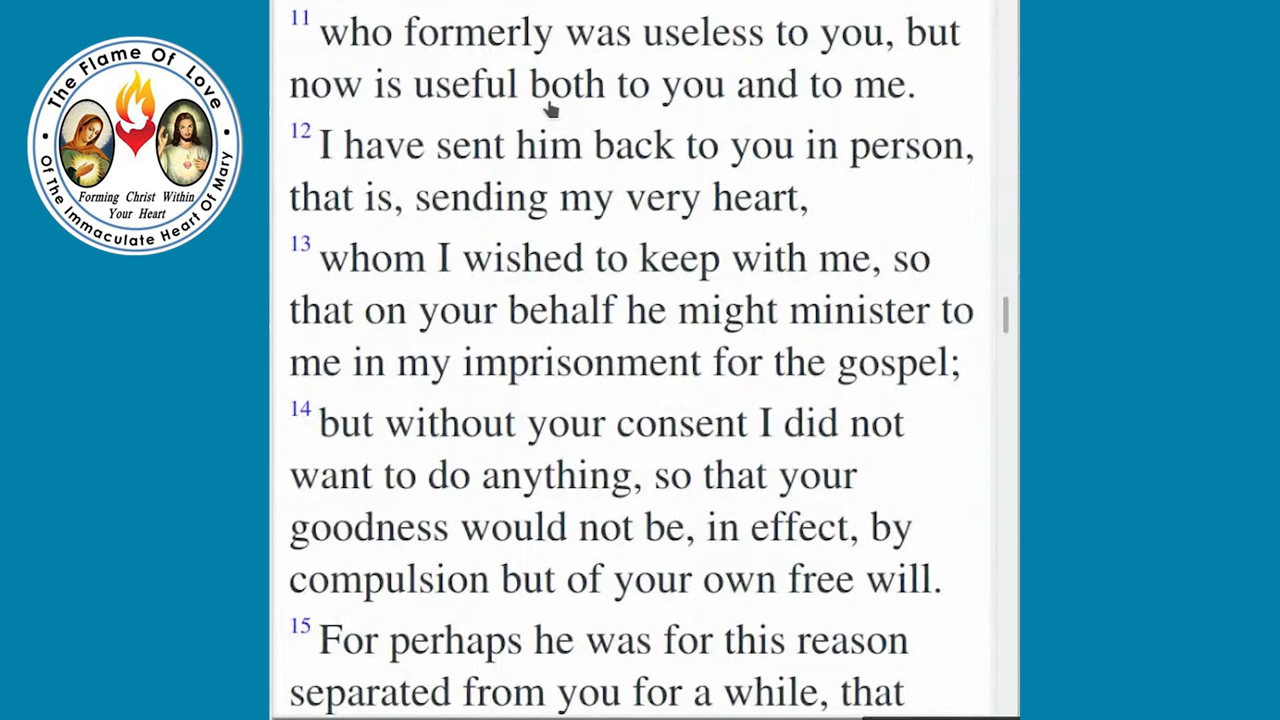 The Flame Of Love
Forming Christ Within
Your Heart
Of The Immaculate Heart Of Mary
11 who formerly was useless to you, but
now is useful both to you and to me.
12 I have sent him back to you in person,
that is, sending my very heart,
13 whom I wished to keep with me, so
that on your behalf he might minister to
me in my imprisonment for the gospel;
14 but without your consent I did not
want to do anything, so that your
goodness would not be, in effect, by
compulsion but of your own free will.
15 For perhaps he was for this reason
separated from you for a while, that